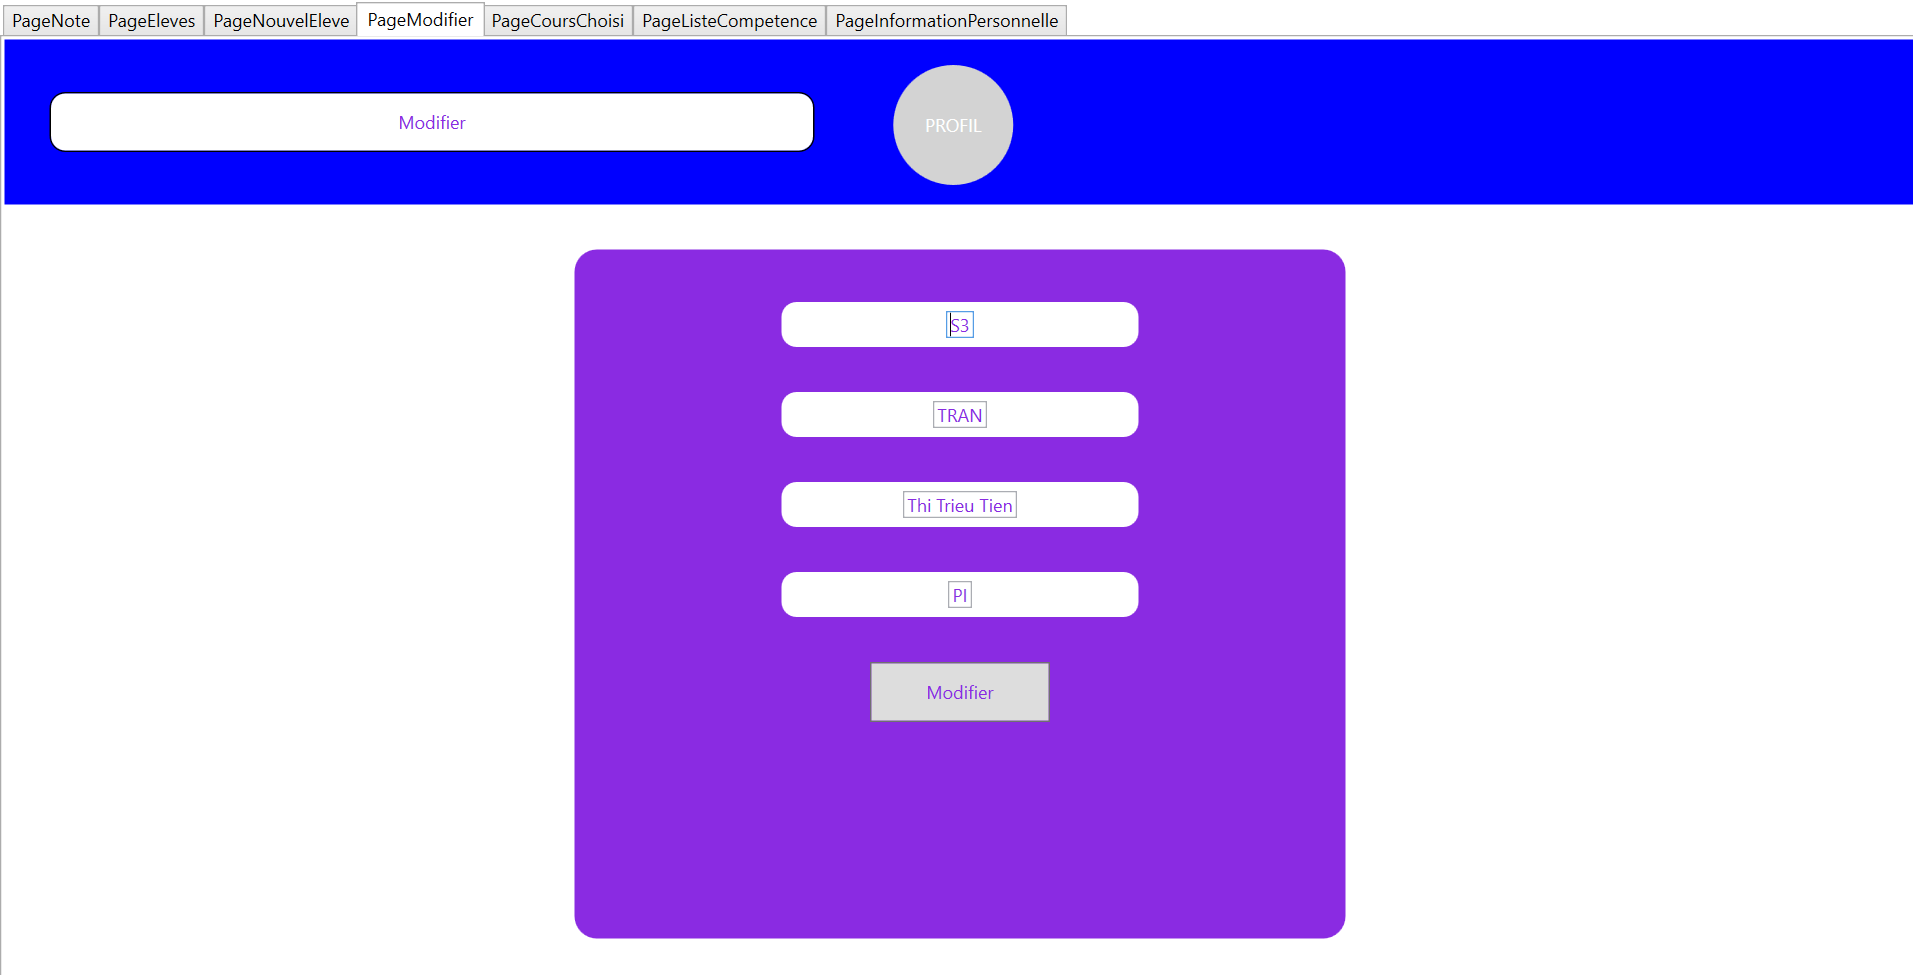 PageNote PageEleves PageNouvelEleve PageModifier PageCoursChoisi PageListeCompetence PageInformationPersonnelle
Modifier
PROFIL
S3
TRAN
Thi Trieu Tien
PI
Modifier